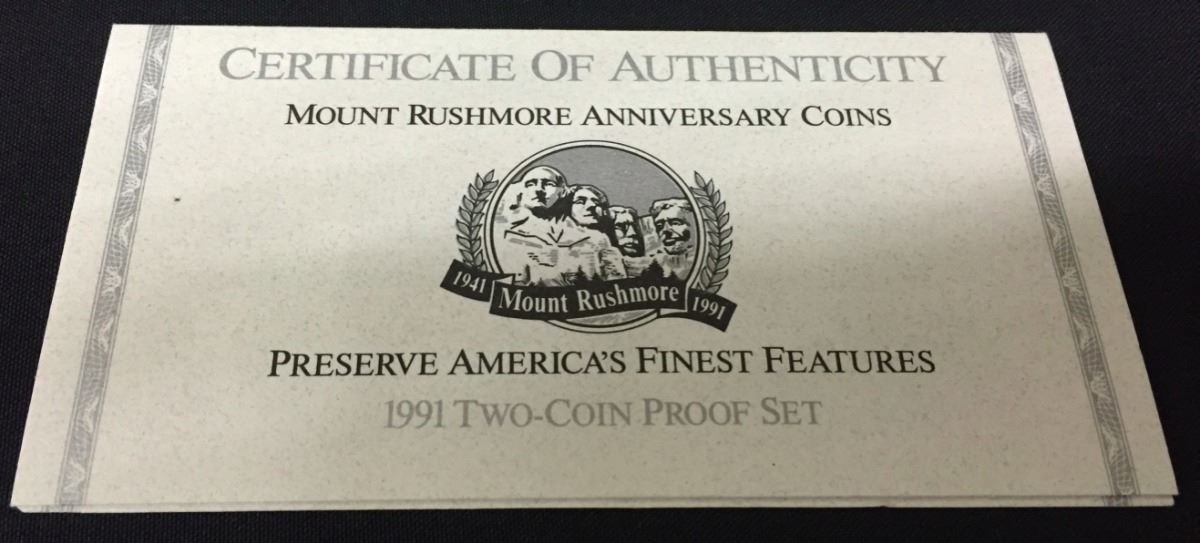 CERTIFICATE OF AUTHENTICITY
MOUNT RUSHMORE ANNIVERSARY COINS
1941 Mount Rushmore 1991
PRESERVE AMERICA'S FINEST FEATURES
1991 TWO-COIN PROOF SET